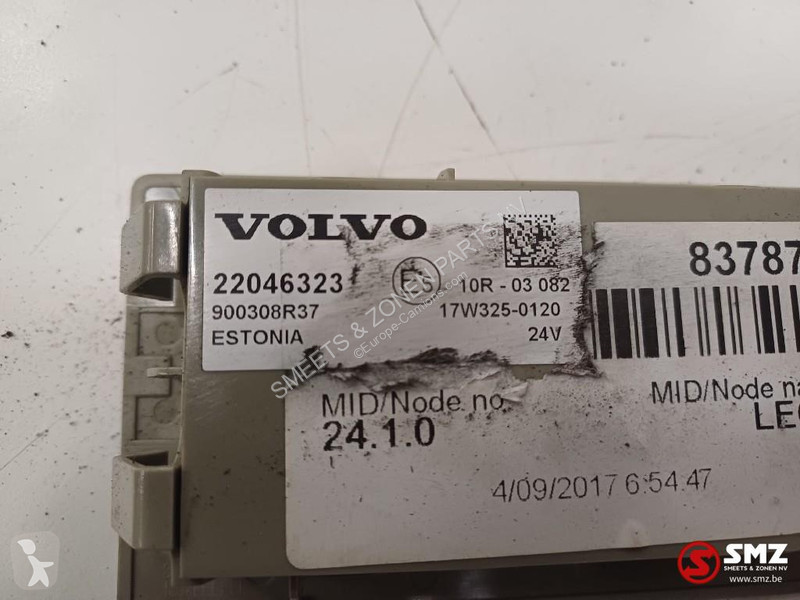 VOLVO
22046323 E5 10R - 03 082
900308R37 17W325-0120
ESTONIA 24V
83787
MID/Node no.
24.1.0
MID/Node na
LEC
4/09/2017 6:54:47
SMEETS & ZONEN PARTS NV
©Europe-Camions.com
SMZ
SMEETS & ZONEN NV
www.smz.be